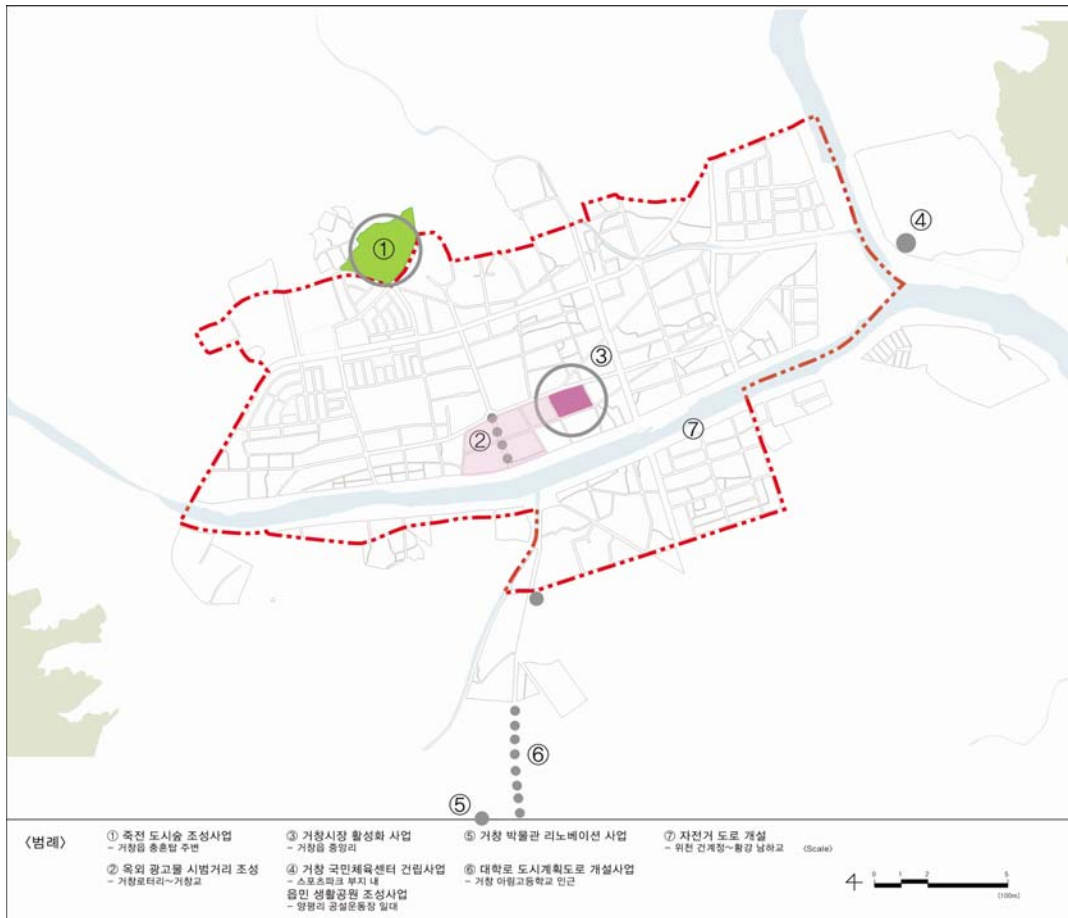 ①
④
③
②
⑦
⑥
⑤
<범례>
① 죽전 도시숲 조성사업
- 거창읍 충혼탑 주변
② 옥외 광고물 시범거리 조성
- 거창로터리~거창교
③ 거창시장 활성화 사업
- 거창읍 중앙리
④ 거창 국민체육센터 건립사업
- 스포츠파크 부지 내
읍민 생활공원 조성사업
- 양평리 공설운동장 일대
⑤ 거창 박물관 리노베이션 사업
⑥ 대학로 도시계획도로 개설사업
- 거창 아림고등학교 인근
⑦ 자전거 도로 개설
- 위천 건계정~황강 남하교
<Scale>
0 1 2 5
(100m)